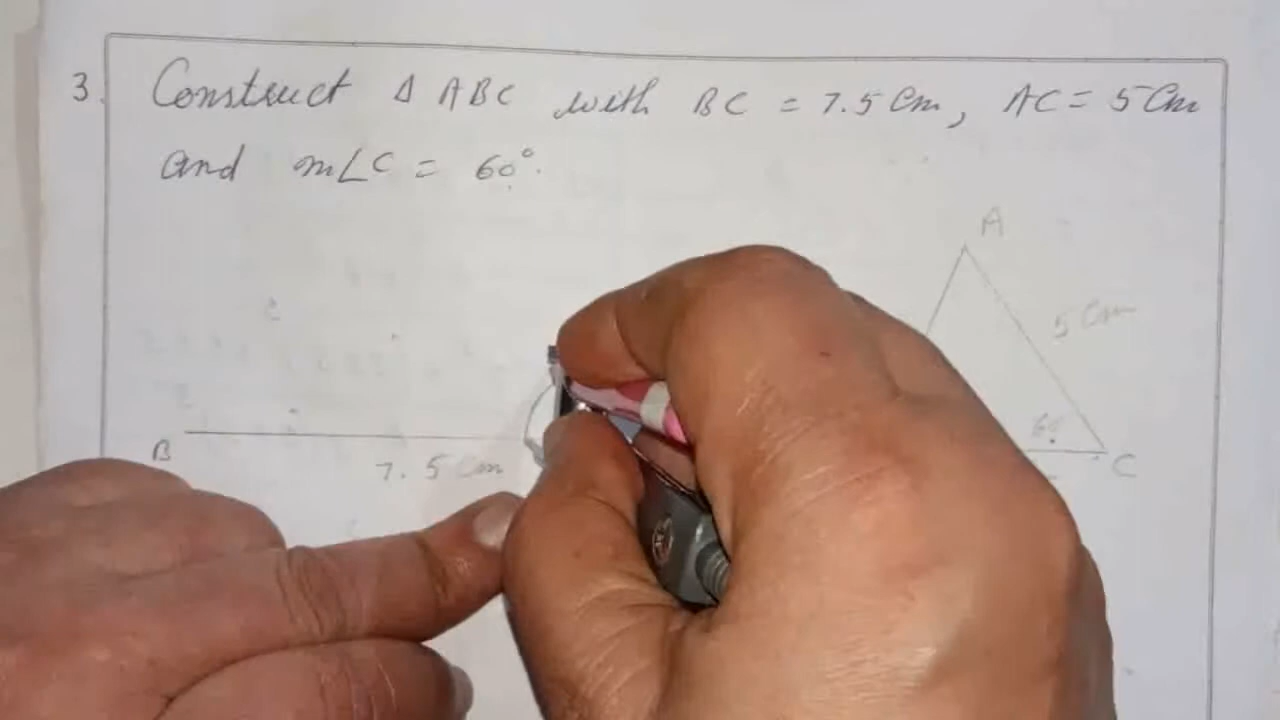 3. Construct Δ ABC with BC = 7.5 Cm, AC = 5 Cm
and m∠C = 60°.
A
5 Cm
60
C
B
7.5 Cm